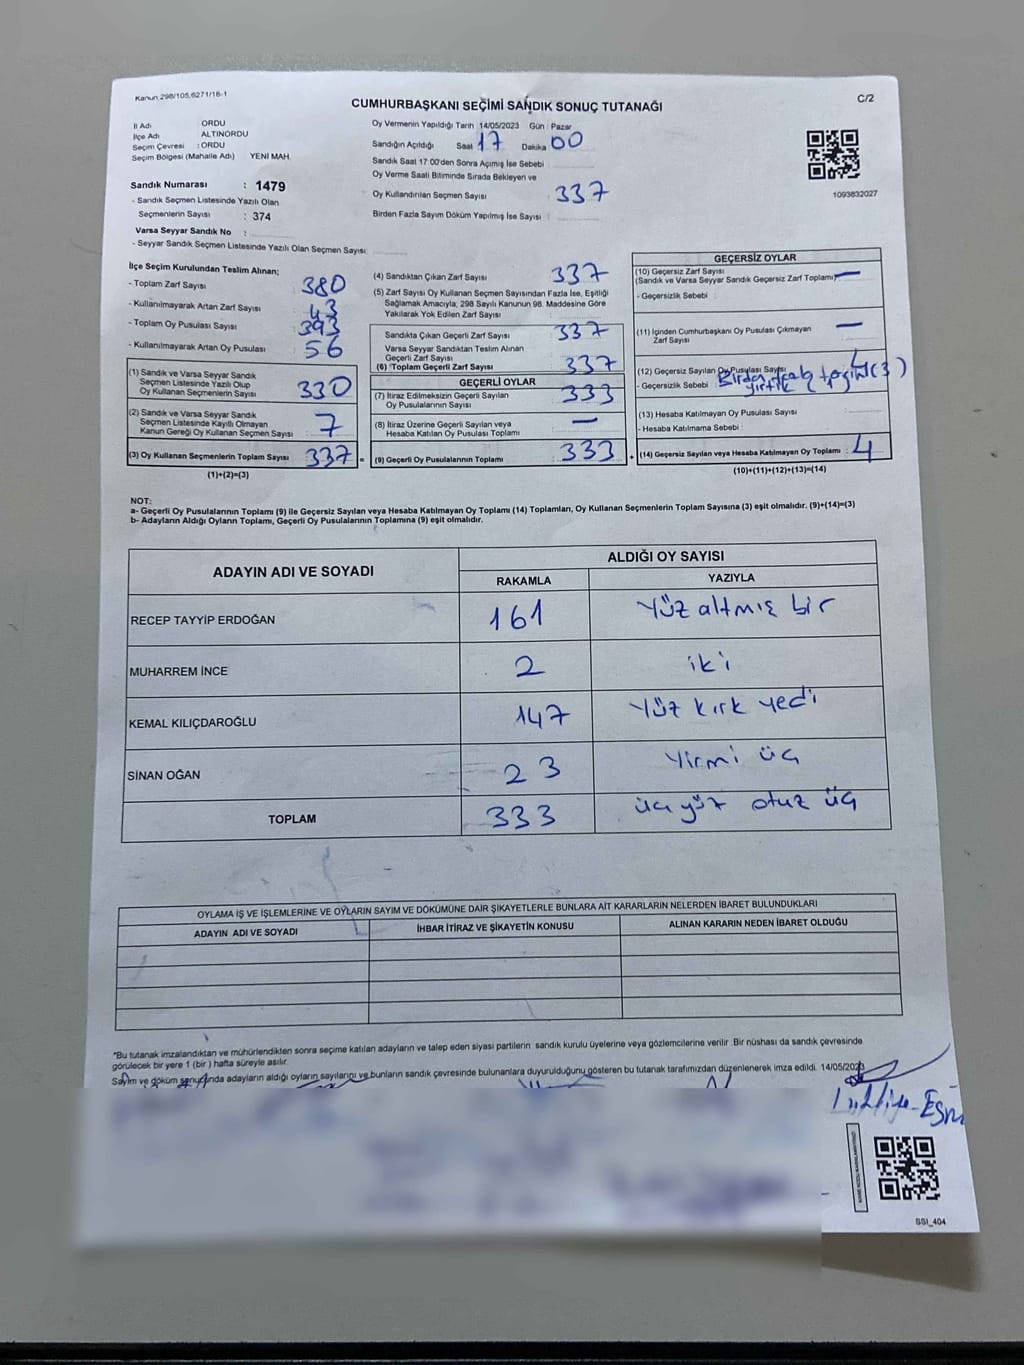 Kanun 298/105,6271/16-1
C/2
CUMHURBAŞKANI SEÇİMİ SANDIK SONUÇ TUTANAĞI
İl Adı ORDU
İlçe Adı ALTINORDU
Seçim Çevresi : ORDU
Seçim Bölgesi (Mahalle Adı) YENİ MAH.
Sandık Numarası : 1479
- Sandık Seçmen Listesinde Yazılı Olan
Seçmenlerin Sayısı : 374
Varsa Seyyar Sandık No :
- Seyyar Sandık Seçmen Listesinde Yazılı Olan Seçmen Sayısı:
Oy Vermenin Yapıldığı Tarih 14/05/2023 Gün : Pazar
Sandığın Açıldığı Saat 17 Dakika 00
Sandık Saat 17:00'den Sonra Açımış İse Sebebi
Oy Verme Saati Bitiminde Sırada Bekleyen ve
Oy Kullandırılan Seçmen Sayısı : 337
Birden Fazla Sayım Döküm Yapılmış İse Sayısı :
1093832027
İlçe Seçim Kurulundan Teslim Alınan;
- Toplam Zarf Sayısı 380
- Kullanılmayarak Artan Zarf Sayısı 43
- Toplam Oy Pusulası Sayısı 393
- Kullanılmayarak Artan Oy Pusulası 56
(1) Sandık ve Varsa Seyyar Sandık
Seçmen Listesinde Yazılı Olup
Oy Kullanan Seçmenlerin Sayısı 330
(2) Sandık ve Varsa Seyyar Sandık
Seçmen Listesinde Kayıtlı Olmayan
Kanun Gereği Oy Kullanan Seçmen Sayısı 7
(3) Oy Kullanan Seçmenlerin Toplam Sayısı 337 =
(1)+(2)=(3)
(4) Sandıktan Çıkan Zarf Sayısı 337
(5) Zarf Sayısı Oy Kullanan Seçmen Sayısından Fazla İse, Eşitliği
Sağlamak Amacıyla; 298 Sayılı Kanunun 98. Maddesine Göre
Yakılarak Yok Edilen Zarf Sayısı
Sandıkta Çıkan Geçerli Zarf Sayısı : 337
Varsa Seyyar Sandıktan Teslim Alınan
Geçerli Zarf Sayısı
(6) Toplam Geçerli Zarf Sayısı : 337
GEÇERLİ OYLAR
(7) İtiraz Edilmeksizin Geçerli Sayılan
Oy Pusulalarının Sayısı : 333
(8) İtiraz Üzerine Geçerli Sayılan veya
Hesaba Katılan Oy Pusulası Toplamı —
(9) Geçerli Oy Pusulalarının Toplamı : 333 +
GEÇERSİZ OYLAR
(10) Geçersiz Zarf Sayısı
(Sandık ve Varsa Seyyar Sandık Geçersiz Zarf Toplamı) —
- Geçersizlik Sebebi :
(11) İçinden Cumhurbaşkanı Oy Pusulası Çıkmayan
Zarf Sayısı —
(12) Geçersiz Sayılan Oy Pusulası Sayısı 4
- Geçersizlik Sebebi (3)
yırtık
(13) Hesaba Katılmayan Oy Pusulası Sayısı
- Hesaba Katılmama Sebebi :
(14) Geçersiz Sayılan veya Hesaba Katılmayan Oy Toplamı : 4
(10)+(11)+(12)+(13)=(14)
NOT:
a- Geçerli Oy Pusulalarının Toplamı (9) ile Geçersiz Sayılan veya Hesaba Katılmayan Oy Toplamı (14) Toplamları, Oy Kullanan Seçmenlerin Toplam Sayısına (3) eşit olmalıdır. (9)+(14)=(3)
b- Adayların Aldığı Oyların Toplamı, Geçerli Oy Pusulalarının Toplamına (9) eşit olmalıdır.
ADAYIN ADI VE SOYADI
ALDIĞI OY SAYISI
RAKAMLA YAZIYLA
RECEP TAYYİP ERDOĞAN 161 Yüz altmış bir
MUHARREM İNCE 2 iki
KEMAL KILIÇDAROĞLU 147 Yüz kırk yedi
SİNAN OĞAN 23 Yirmi üç
TOPLAM 333 üç yüz otuz üç
OYLAMA İŞ VE İŞLEMLERİNE VE OYLARIN SAYIM VE DÖKÜMÜNE DAİR ŞİKAYETLERLE BUNLARA AİT KARARLARIN NELERDEN İBARET BULUNDUKLARI
ADAYIN ADI VE SOYADI İHBAR İTİRAZ VE ŞİKAYETİN KONUSU ALINAN KARARIN NEDEN İBARET OLDUĞU
*Bu tutanak imzalandıktan ve mühürlendikten sonra seçime katılan adayların ve talep eden siyasi partilerin sandık kurulu üyelerine veya gözlemcilerine verilir. Bir nüshası da sandık çevresinde
görülecek bir yere 1 (bir) hafta süreyle asılır.
Sayım ve döküm sonucunda adayların aldığı oyların sayılarını ve bunların sandık çevresinde bulunanlara duyurulduğunu gösteren bu tutanak tarafımızdan düzenlenerek imza edildi. 14/05/2023
SSI_404